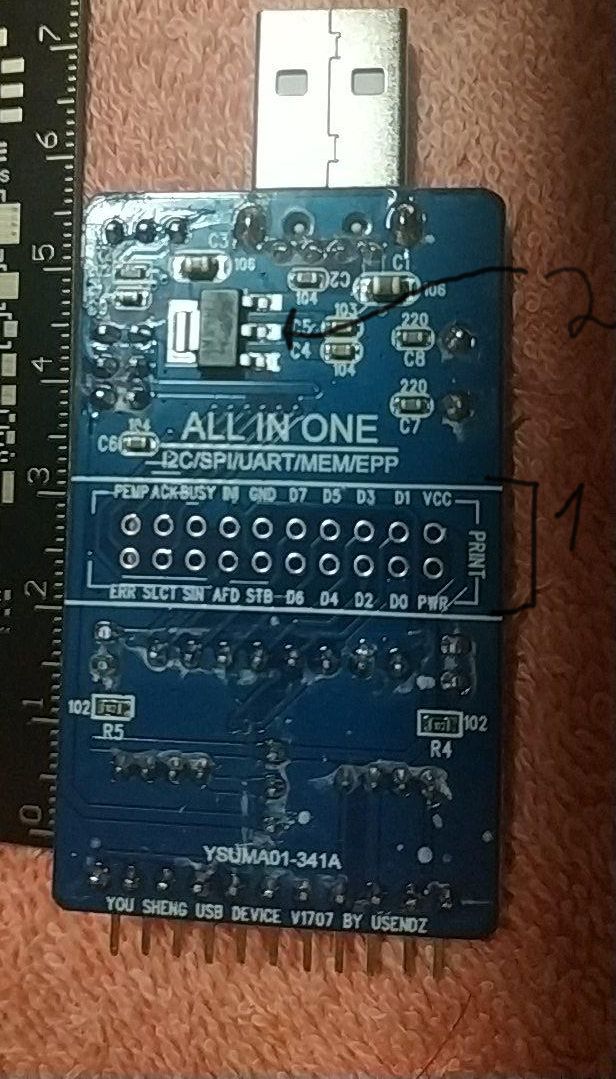 7
6
5
4
3
2
1
0
C3
106
C2
104
C1
106
2
C5
103
C4
104
220
C8
220
C7
104
C6
ALL IN ONE
I2C/SPI/UART/MEM/EPP
1
PEMP ACK BUSY INI GND D7 D5 D3 D1 VCC
PRINT
ERR SLCT SIN AFD STB D6 D4 D2 D0 PWR
102
R5
102
R4
YSUMA01-341A
YOU SHENG USB DEVICE V1707 BY USENDZ